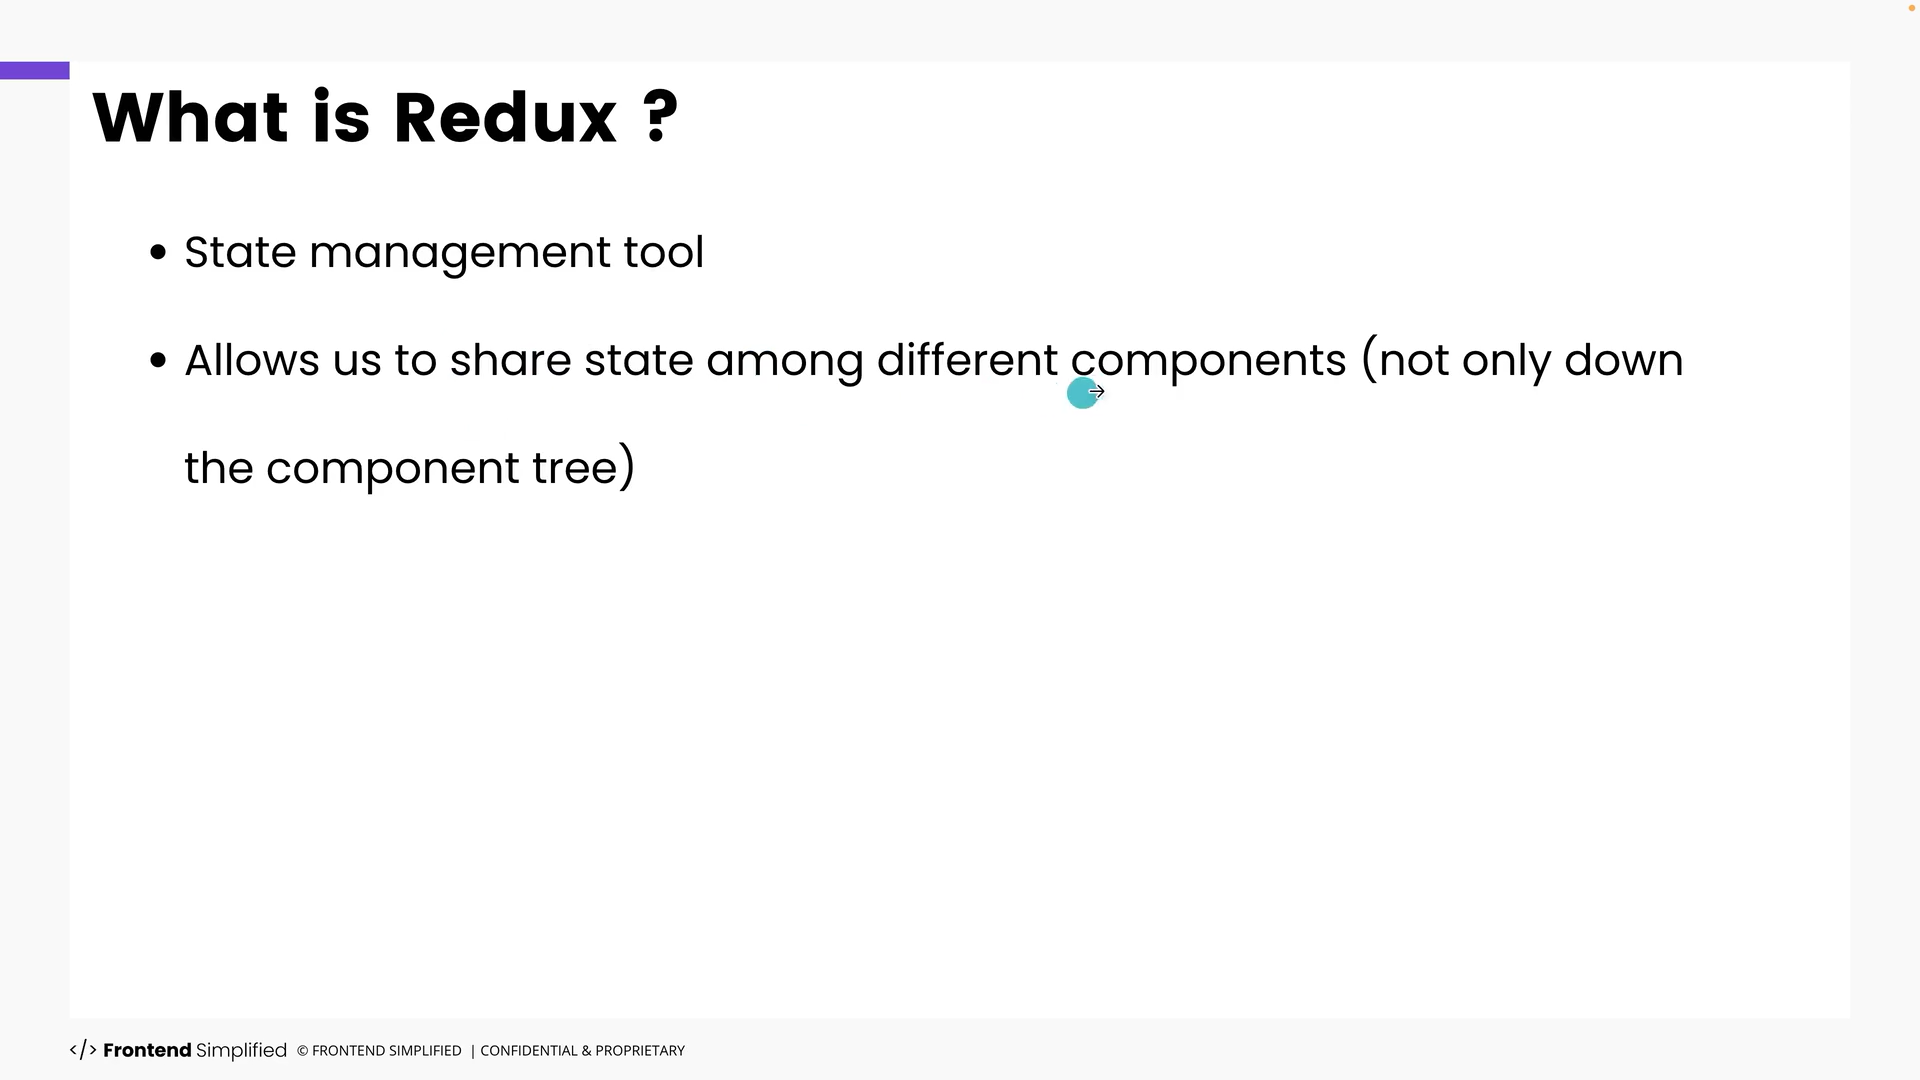 What is Redux ?
• State management tool
• Allows us to share state among different components (not only down
the component tree)
</> Frontend Simplified © FRONTEND SIMPLIFIED | CONFIDENTIAL & PROPRIETARY